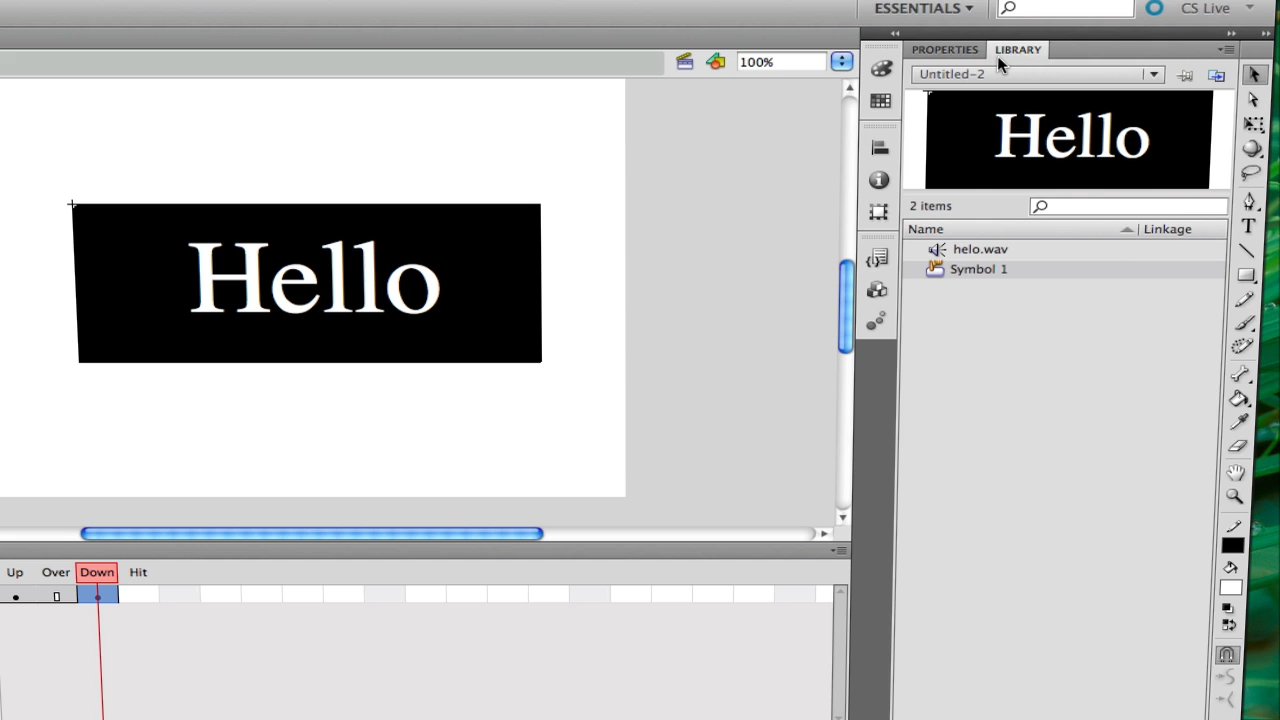 ESSENTIALS
CS Live
PROPERTIES
LIBRARY
100%
Untitled-2
Hello
2 items
Name
Linkage
helo.wav
Symbol 1
Hello
T
Up
Over
Down
Hit